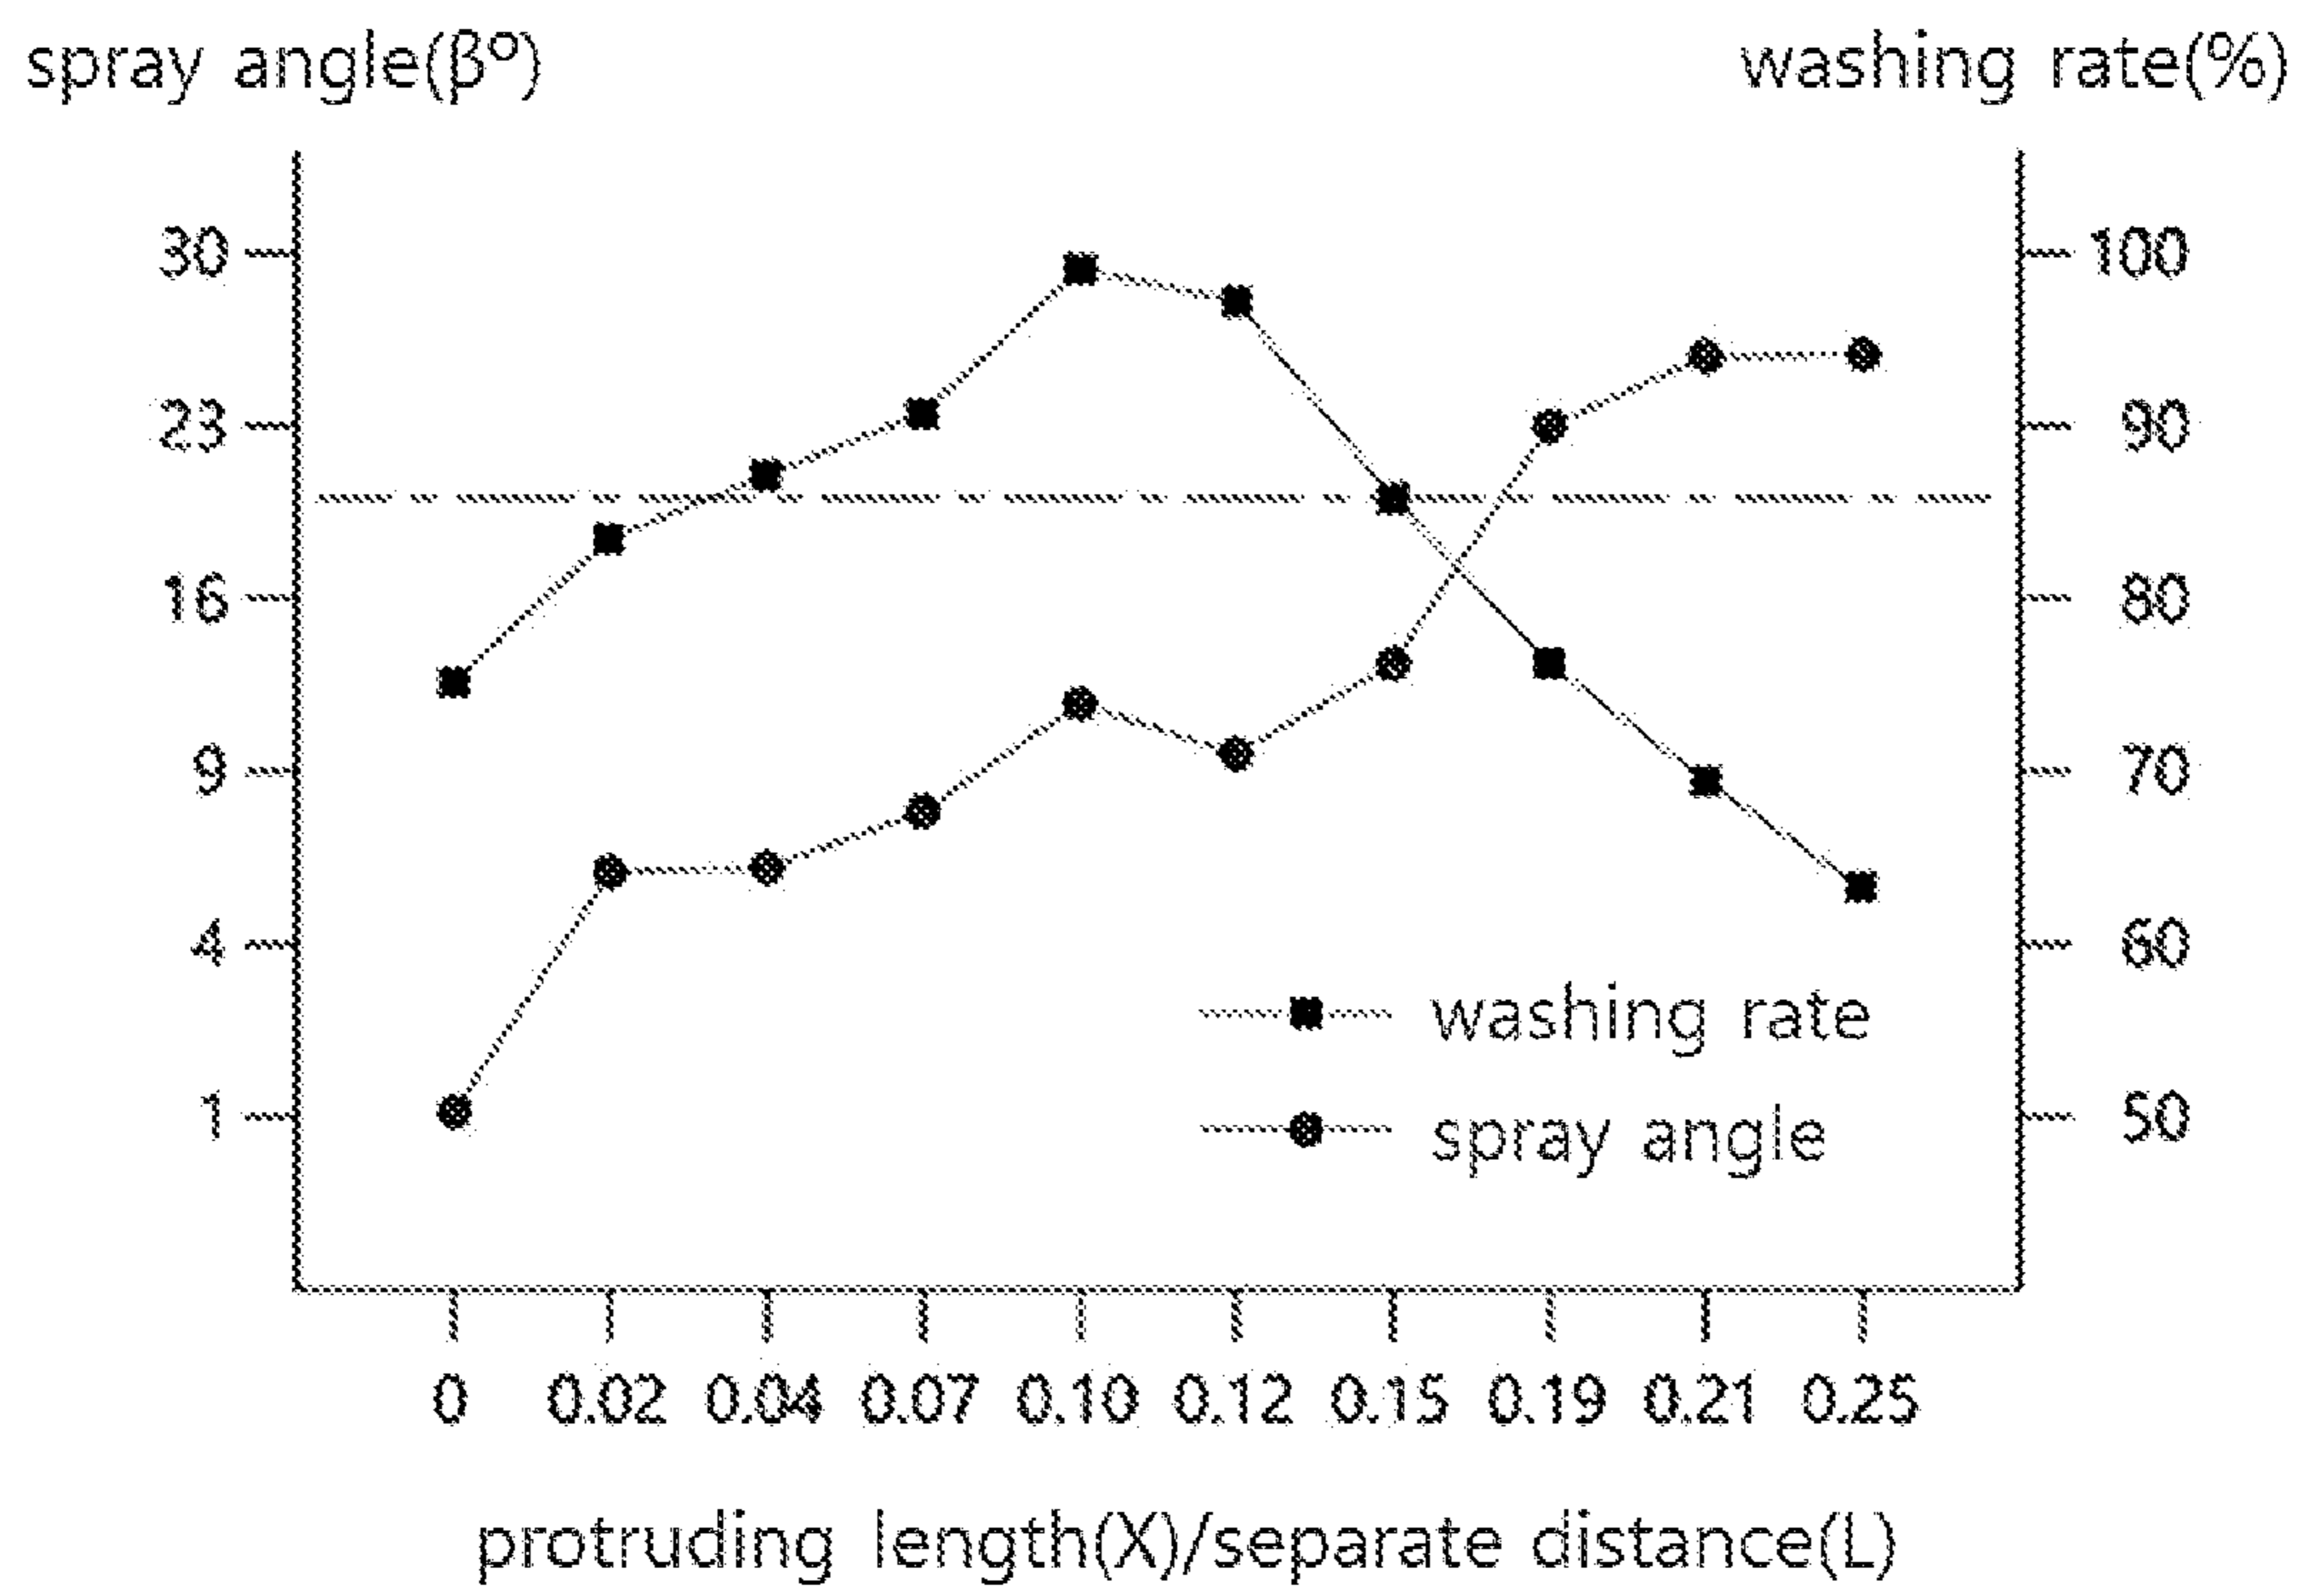 spray angle(β°)
washing rate(%)
30
23
16
9
4
1
100
90
80
70
60
50
washing rate
spray angle
0 0.02 0.04 0.07 0.10 0.12 0.15 0.19 0.21 0.25
protruding length(X)/separate distance(L)